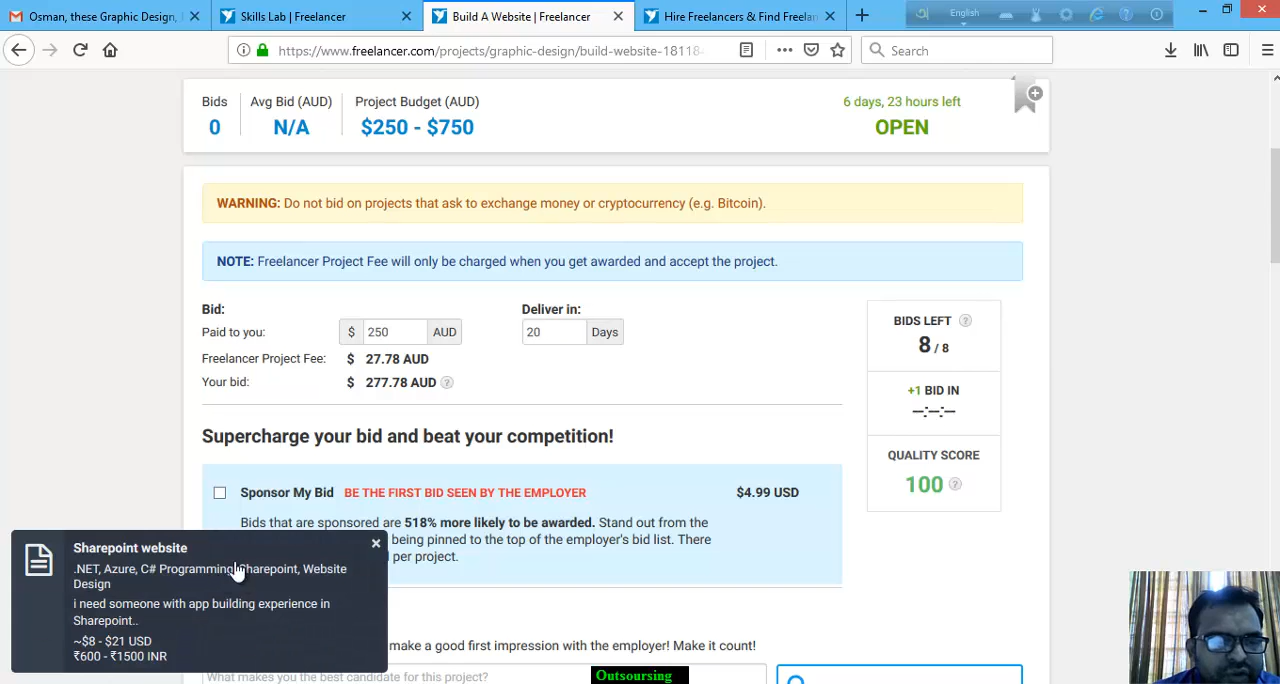 Osman, these Graphic Design,
Skills Lab | Freelancer
Build A Website | Freelancer
Hire Freelancers & Find Freelan
English
https://www.freelancer.com/projects/graphic-design/build-website-18118-
Search
Bids
Avg Bid (AUD)
Project Budget (AUD)
6 days, 23 hours left
0
N/A
$250 - $750
OPEN
WARNING: Do not bid on projects that ask to exchange money or cryptocurrency (e.g. Bitcoin).
NOTE: Freelancer Project Fee will only be charged when you get awarded and accept the project.
Bid:
Deliver in:
Paid to you:
$ 250 AUD
20 Days
Freelancer Project Fee: $ 27.78 AUD
Your bid: $ 277.78 AUD
BIDS LEFT
8 / 8
+1 BID IN
--:--:--
QUALITY SCORE
100
Supercharge your bid and beat your competition!
Sponsor My Bid BE THE FIRST BID SEEN BY THE EMPLOYER $4.99 USD
Bids that are sponsored are 518% more likely to be awarded. Stand out from the
being pinned to the top of the employer's bid list. There
per project.
Sharepoint website
.NET, Azure, C# Programming, Sharepoint, Website
Design
i need someone with app building experience in
Sharepoint..
~$8 - $21 USD
₹600 - ₹1500 INR
make a good first impression with the employer! Make it count!
What makes you the best candidate for this project?
Outsoursing